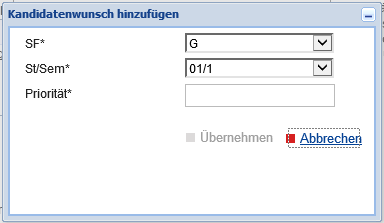 Kandidatenwunsch hinzufügen
SF* G
St/Sem* 01/1
Priorität*
Übernehmen Abbrechen